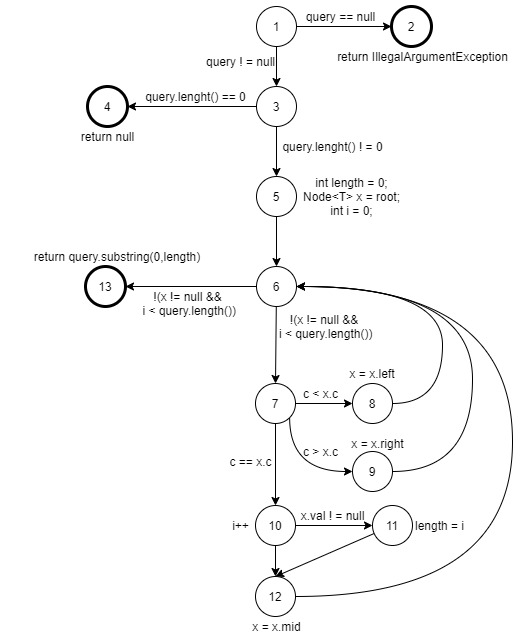 1
query == null
2
return IllegalArgumentException
query ! = null
3
query.lenght() == 0
4
return null
query.lenght() ! = 0
5
int length = 0;
Node<T> x = root;
int i = 0;
return query.substring(0,length)
13
!(x != null &&
i < query.length())
6
!(x != null &&
i < query.length())
7
c < x.c
x = x.left
8
c > x.c
x = x.right
9
c == x.c
i++
10
x.val ! = null
11
length = i
12
x = x.mid